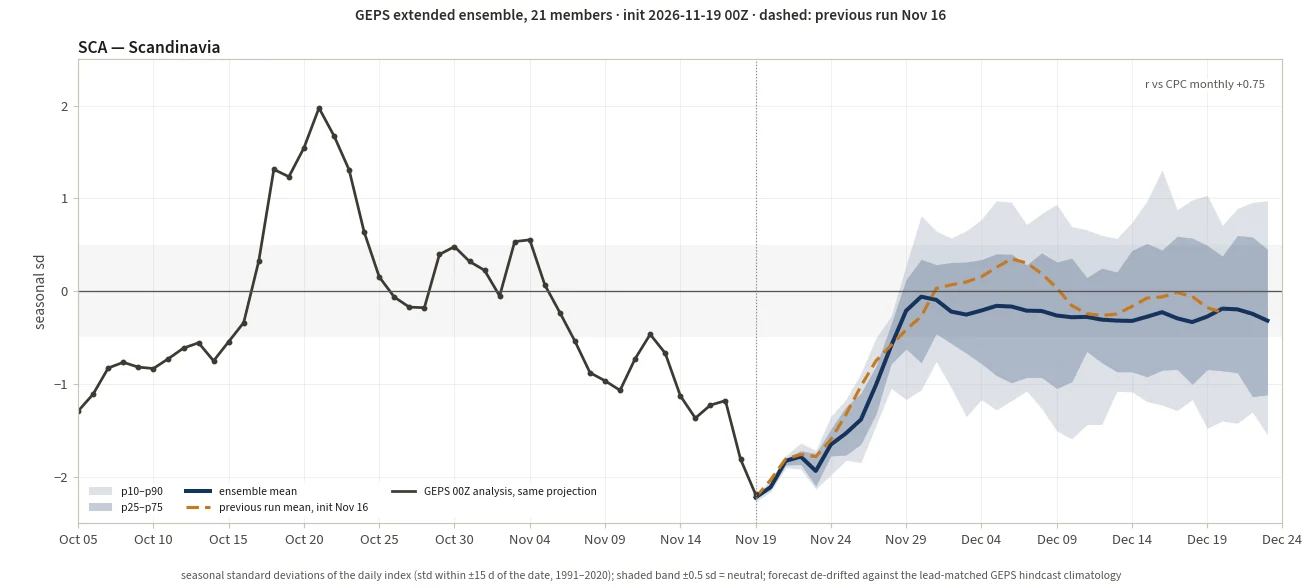 GEPS extended ensemble, 21 members · init 2026-11-19 00Z · dashed: previous run Nov 16
SCA — Scandinavia
r vs CPC monthly +0.75
seasonal sd
2
1
0
−1
−2
p10–p90
ensemble mean
GEPS 00Z analysis, same projection
p25–p75
previous run mean, init Nov 16
Oct 05 Oct 10 Oct 15 Oct 20 Oct 25 Oct 30 Nov 04 Nov 09 Nov 14 Nov 19 Nov 24 Nov 29 Dec 04 Dec 09 Dec 14 Dec 19 Dec 24
seasonal standard deviations of the daily index (std within ±15 d of the date, 1991–2020); shaded band ±0.5 sd = neutral; forecast de-drifted against the lead-matched GEPS hindcast climatology